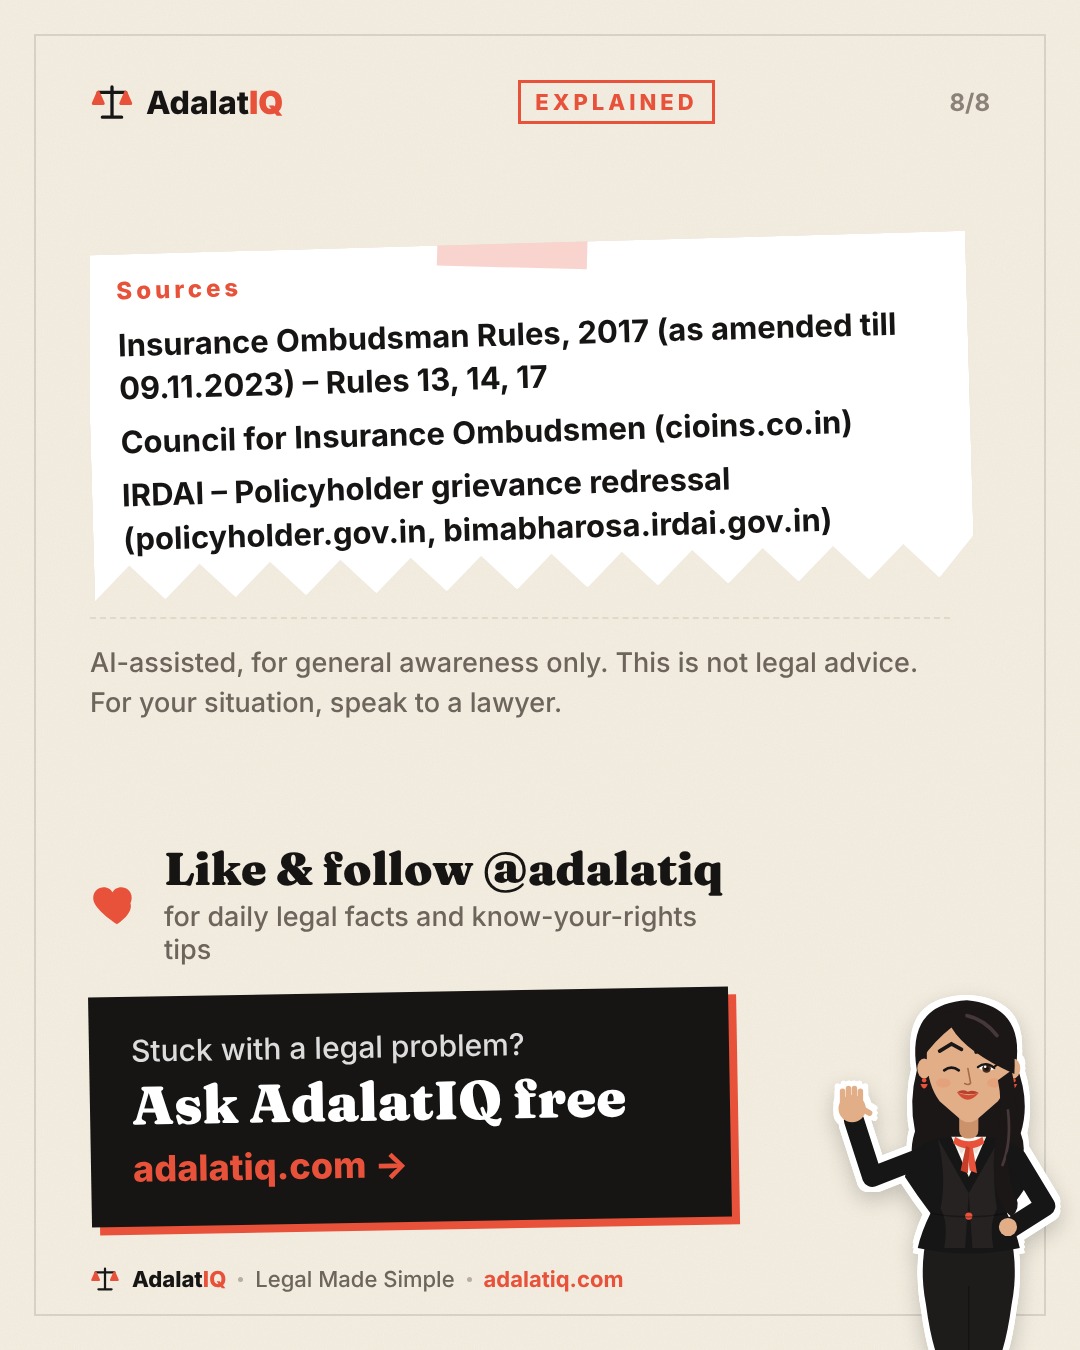 AdalatIQ
EXPLAINED
8/8
Sources
Insurance Ombudsman Rules, 2017 (as amended till
09.11.2023) – Rules 13, 14, 17
Council for Insurance Ombudsmen (cioins.co.in)
IRDAI – Policyholder grievance redressal
(policyholder.gov.in, bimabharosa.irdai.gov.in)
AI-assisted, for general awareness only. This is not legal advice.
For your situation, speak to a lawyer.
Like & follow @adalatiq
for daily legal facts and know-your-rights
tips
Stuck with a legal problem?
Ask AdalatIQ free
adalatiq.com →
AdalatIQ • Legal Made Simple • adalatiq.com